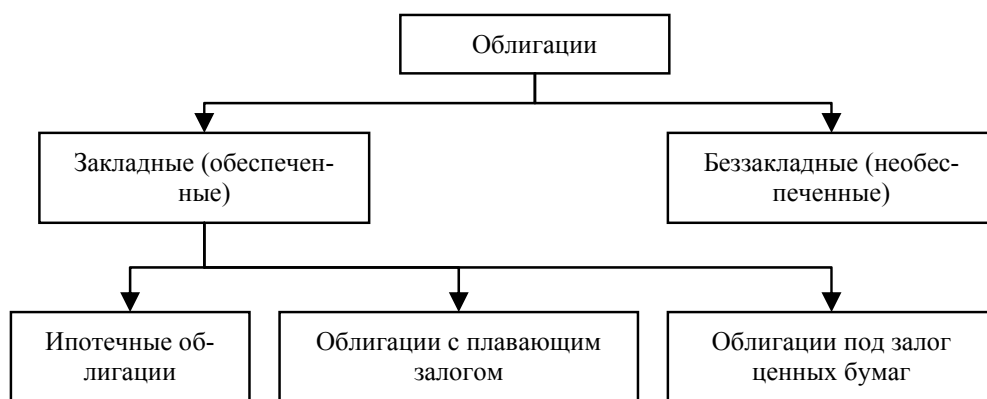 Облигации
Закладные (обеспечен-
ные)
Беззакладные (необес-
печенные)
Ипотечные об-
лигации
Облигации с плавающим
залогом
Облигации под залог
ценных бумаг